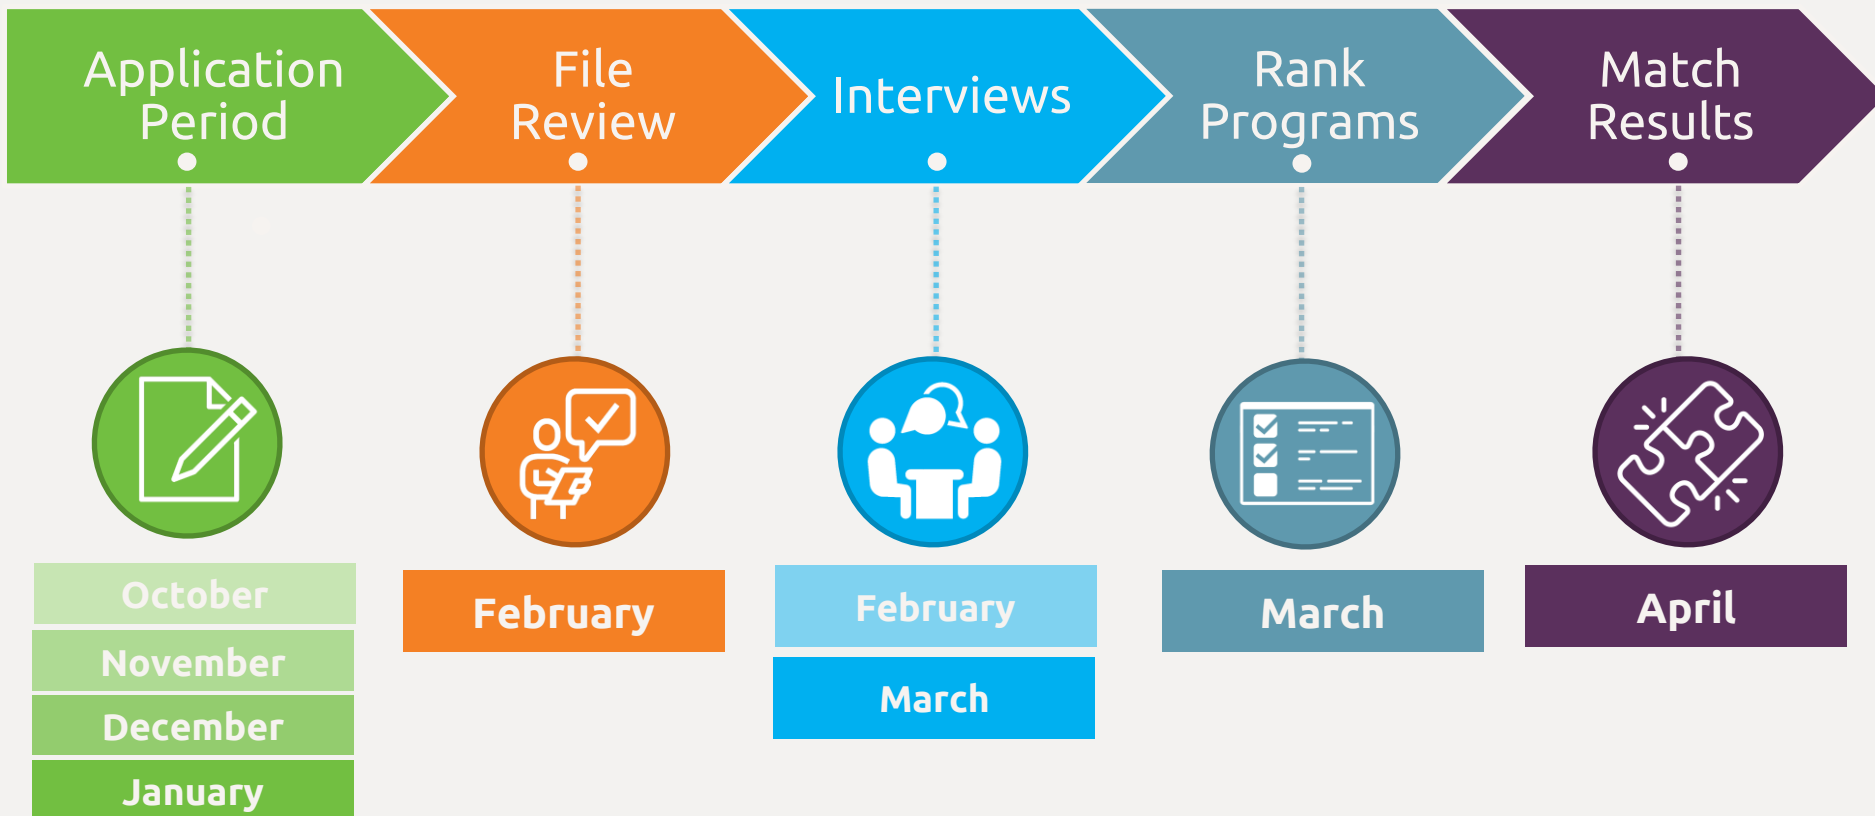 Application
Period
File
Review
Interviews
Rank
Programs
Match
Results
October
November
December
January
February
February
March
March
April